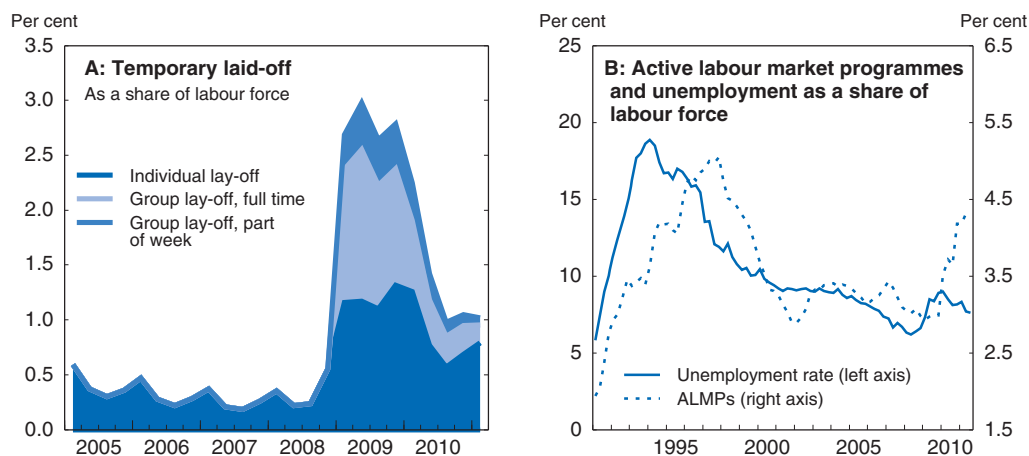 Per cent
3.5
3.0
2.5
2.0
1.5
1.0
0.5
0.0
A: Temporary laid-off
As a share of labour force
Individual lay-off
Group lay-off, full time
Group lay-off, part
of week
2005 2006 2007 2008 2009 2010
Per cent
Per cent
25
20
15
10
5
0
B: Active labour market programmes
and unemployment as a share of
labour force
Unemployment rate (left axis)
ALMPs (right axis)
6.5
5.5
4.5
3.5
2.5
1.5
1995 2000 2005 2010